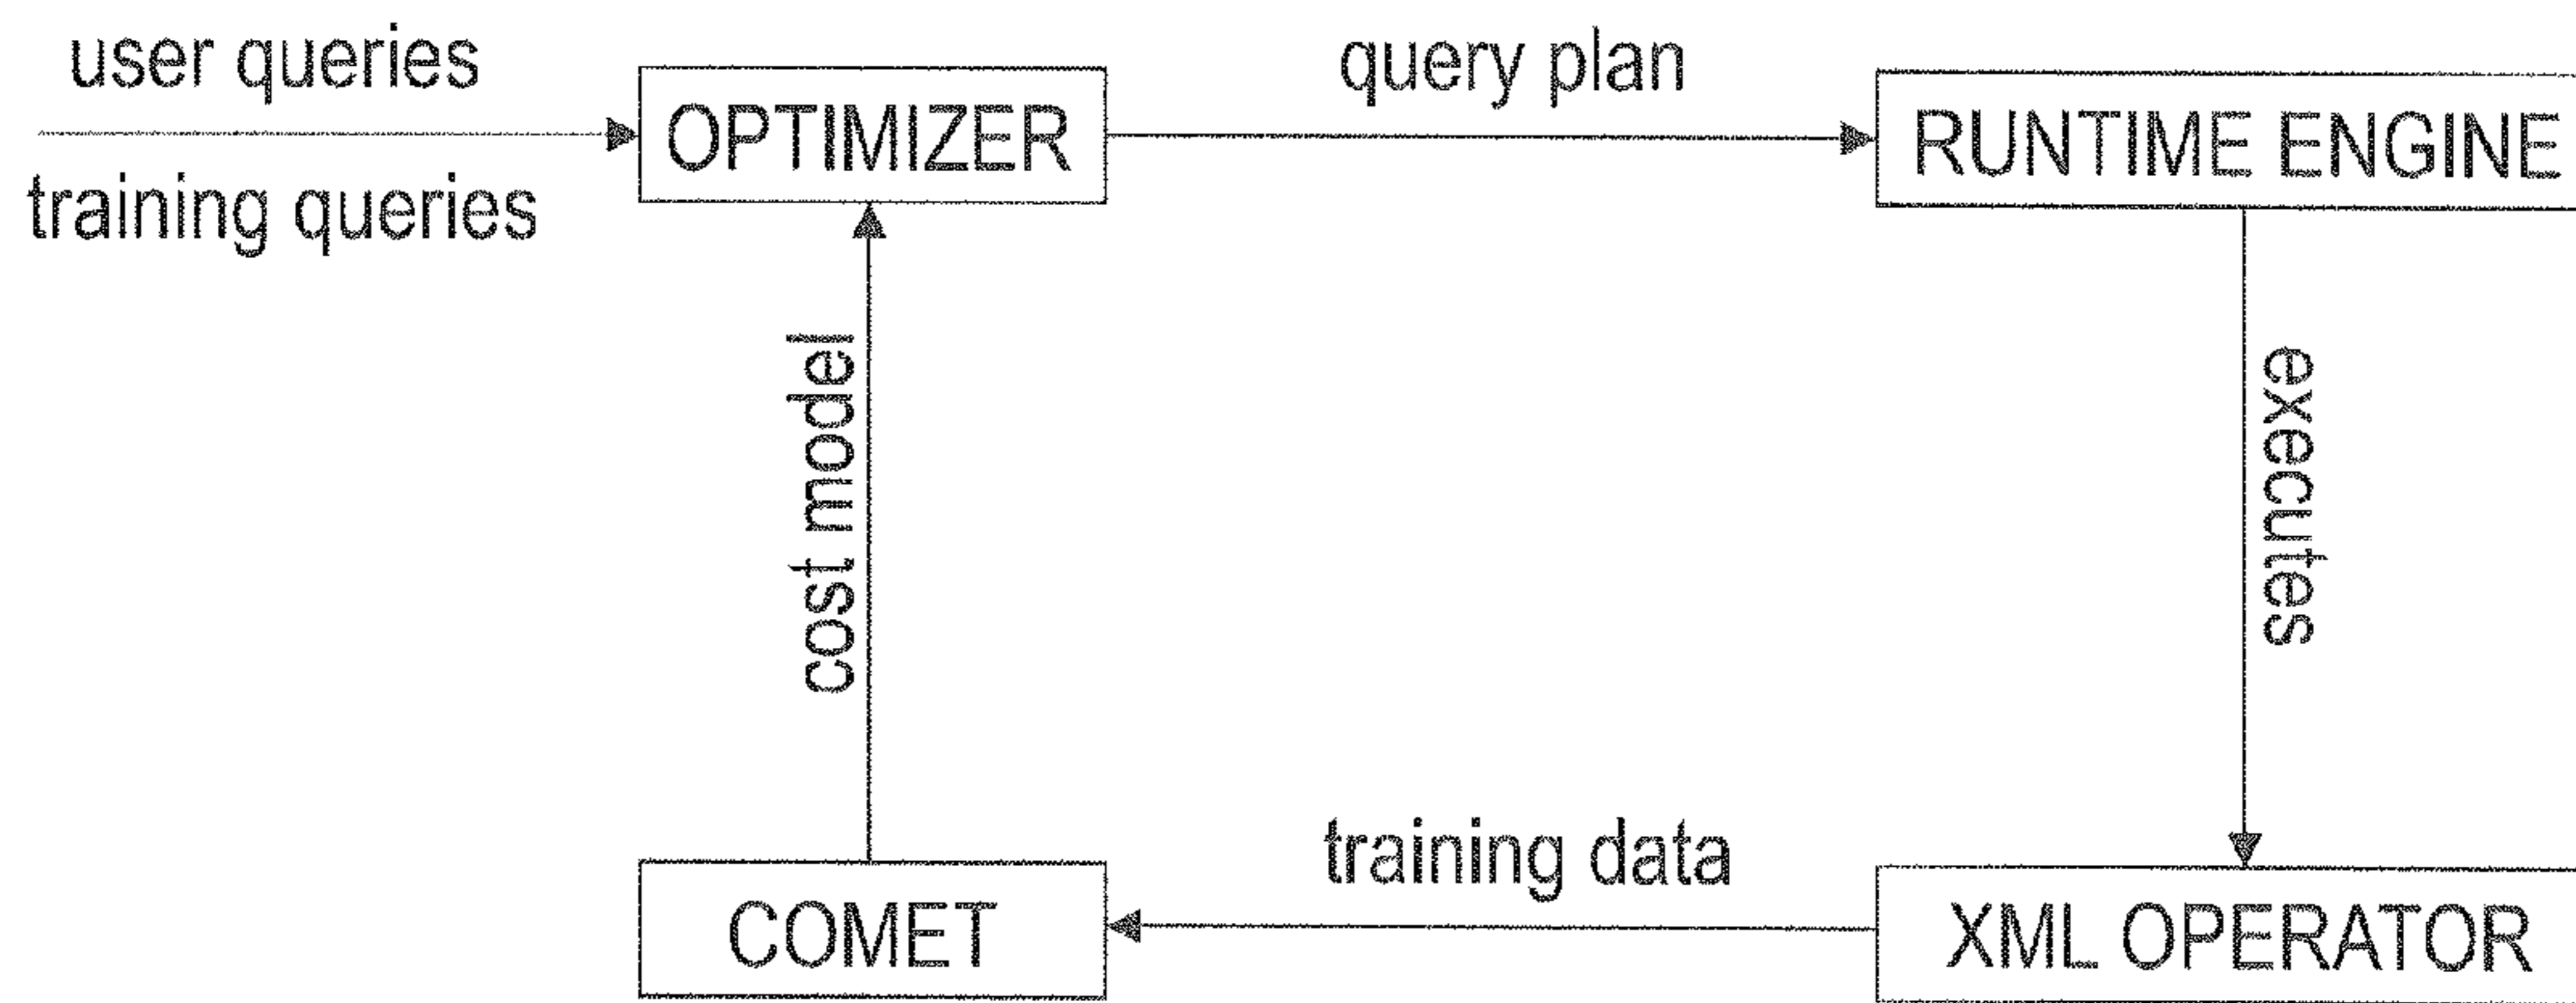 user queries
training queries
OPTIMIZER
query plan
RUNTIME ENGINE
cost model
executes
COMET
training data
XML OPERATOR